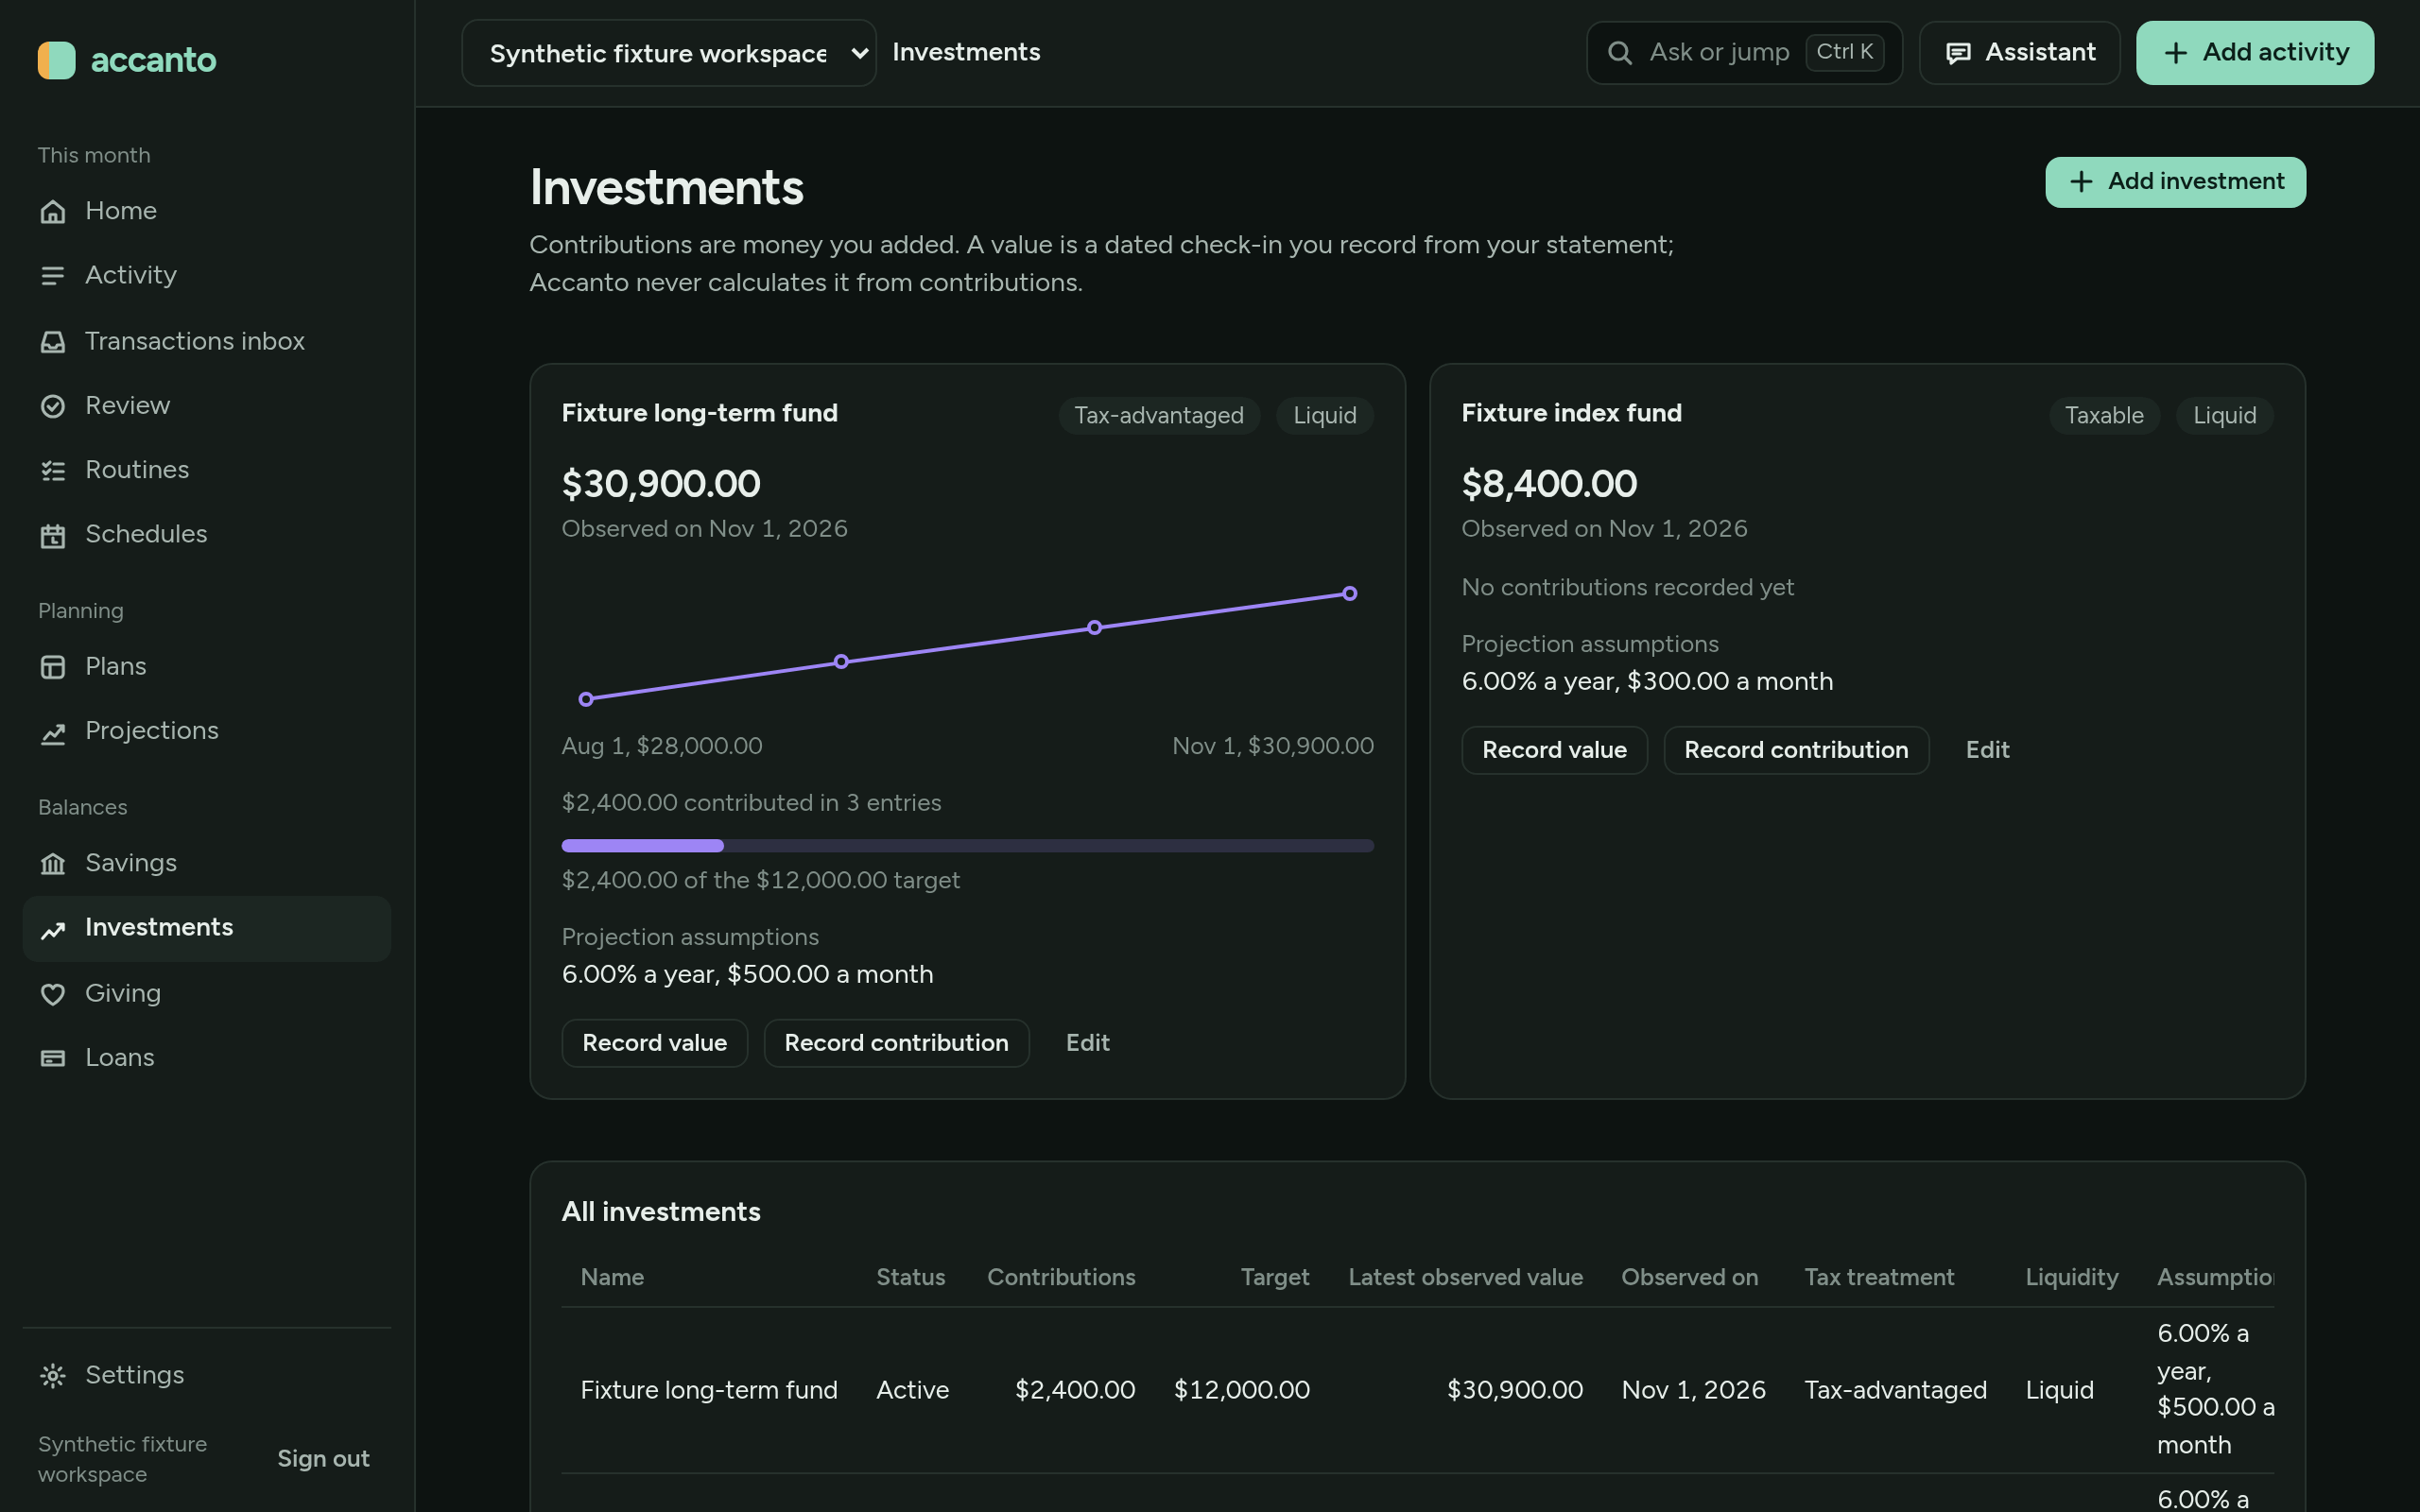 accanto
This month
Home
Activity
Transactions inbox
Review
Routines
Schedules
Planning
Plans
Projections
Balances
Savings
Investments
Giving
Loans
Settings
Synthetic fixture
workspace
Sign out
Synthetic fixture workspace
Investments
Ask or jump
Ctrl K
Assistant
Add activity
Investments
Add investment
Contributions are money you added. A value is a dated check-in you record from your statement;
Accanto never calculates it from contributions.
Fixture long-term fund
Tax-advantaged
Liquid
$30,900.00
Observed on Nov 1, 2026
Aug 1, $28,000.00
Nov 1, $30,900.00
$2,400.00 contributed in 3 entries
$2,400.00 of the $12,000.00 target
Projection assumptions
6.00% a year, $500.00 a month
Record value
Record contribution
Edit
Fixture index fund
Taxable
Liquid
$8,400.00
Observed on Nov 1, 2026
No contributions recorded yet
Projection assumptions
6.00% a year, $300.00 a month
Record value
Record contribution
Edit
All investments
Name Status Contributions Target Latest observed value Observed on Tax treatment Liquidity
Fixture long-term fund Active $2,400.00 $12,000.00 $30,900.00 Nov 1, 2026 Tax-advantaged Liquid
6.00% a
year,
$500.00 a
month
6.00% a